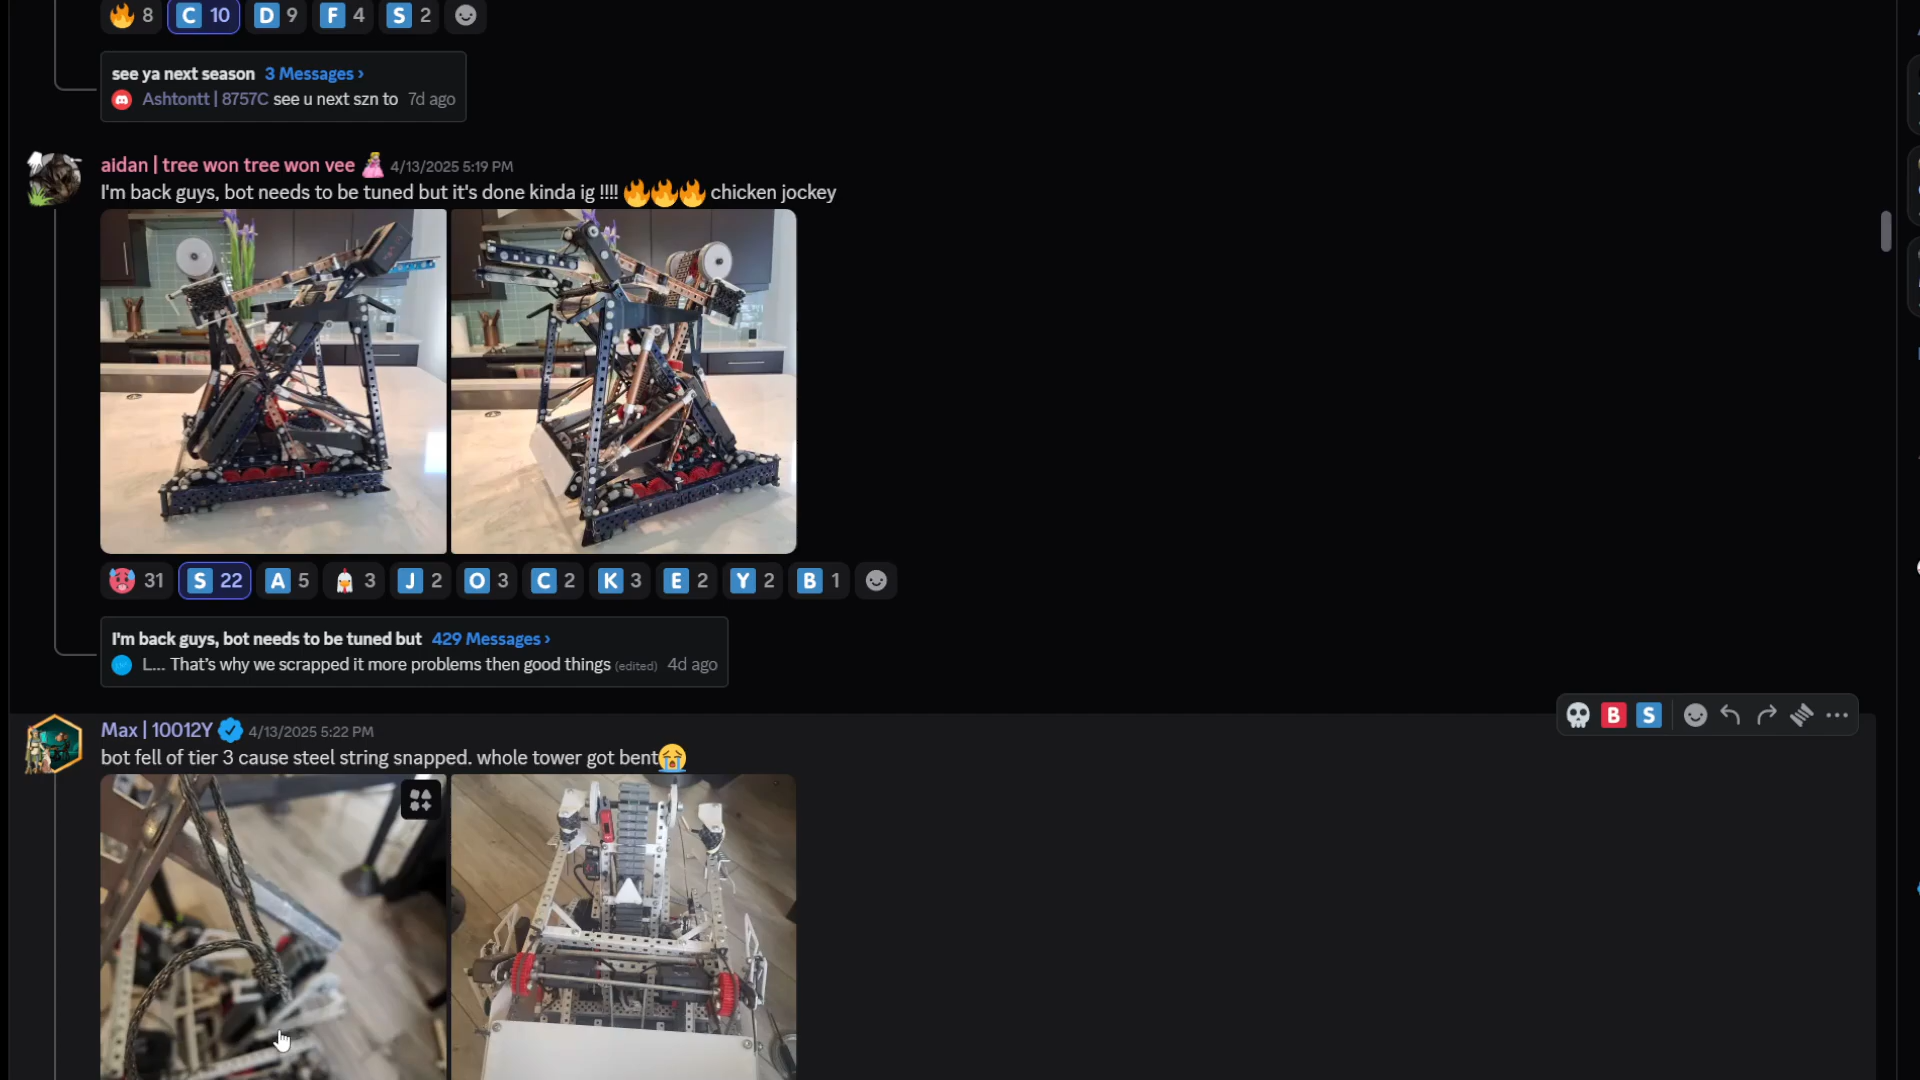 8 C 10 D 9 F 4 S 2
see ya next season 3 Messages ›
Ashtontt | 8757C see u next szn to 7d ago
aidan | tree won tree won vee 4/13/2025 5:19 PM
I'm back guys, bot needs to be tuned but it's done kinda ig !!!! 🔥🔥🔥 chicken jockey
31 S 22 A 5 3 J 2 O 3 C 2 K 3 E 2 Y 2 B 1
I'm back guys, bot needs to be tuned but 429 Messages ›
L... That's why we scrapped it more problems then good things (edited) 4d ago
B S
Max | 10012Y 4/13/2025 5:22 PM
bot fell of tier 3 cause steel string snapped. whole tower got bent😭